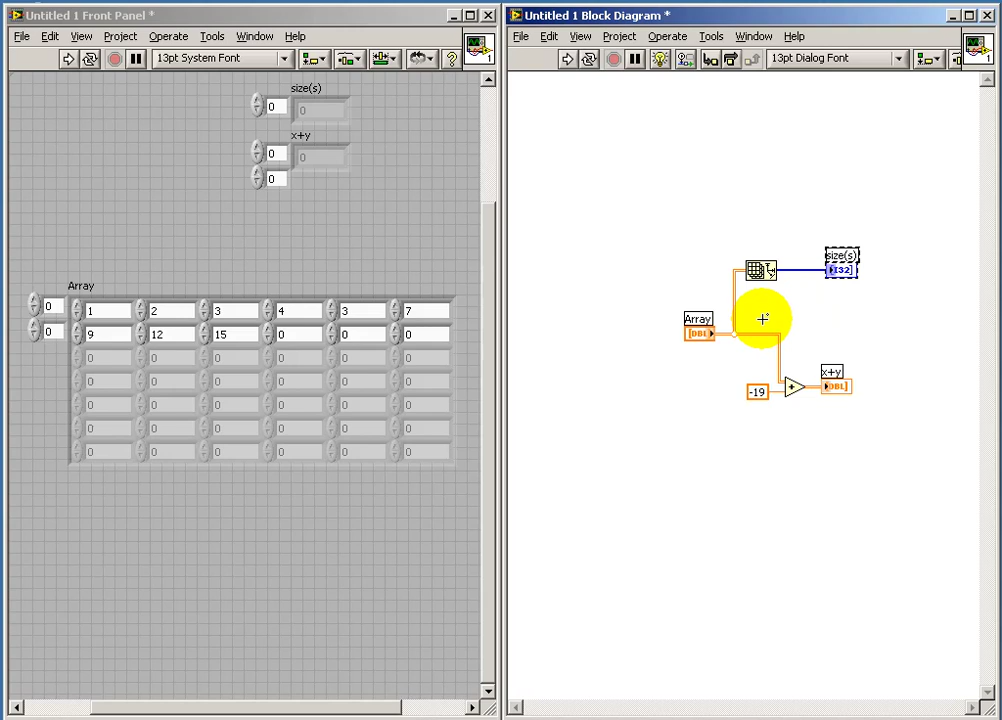 Untitled 1 Front Panel *
File Edit View Project Operate Tools Window Help
13pt System Font
1
size(s)
0 0
x+y
0 0
0
Array
0 1 2 3 4 3 7
0 9 12 15 0 0 0
0 0 0 0 0 0
0 0 0 0 0 0
0 0 0 0 0 0
0 0 0 0 0 0
0 0 0 0 0 0
Untitled 1 Block Diagram *
File Edit View Project Operate Tools Window Help
13pt Dialog Font
1
size(s)
I32]
Array
[DBL
x+y
-19 DBL]